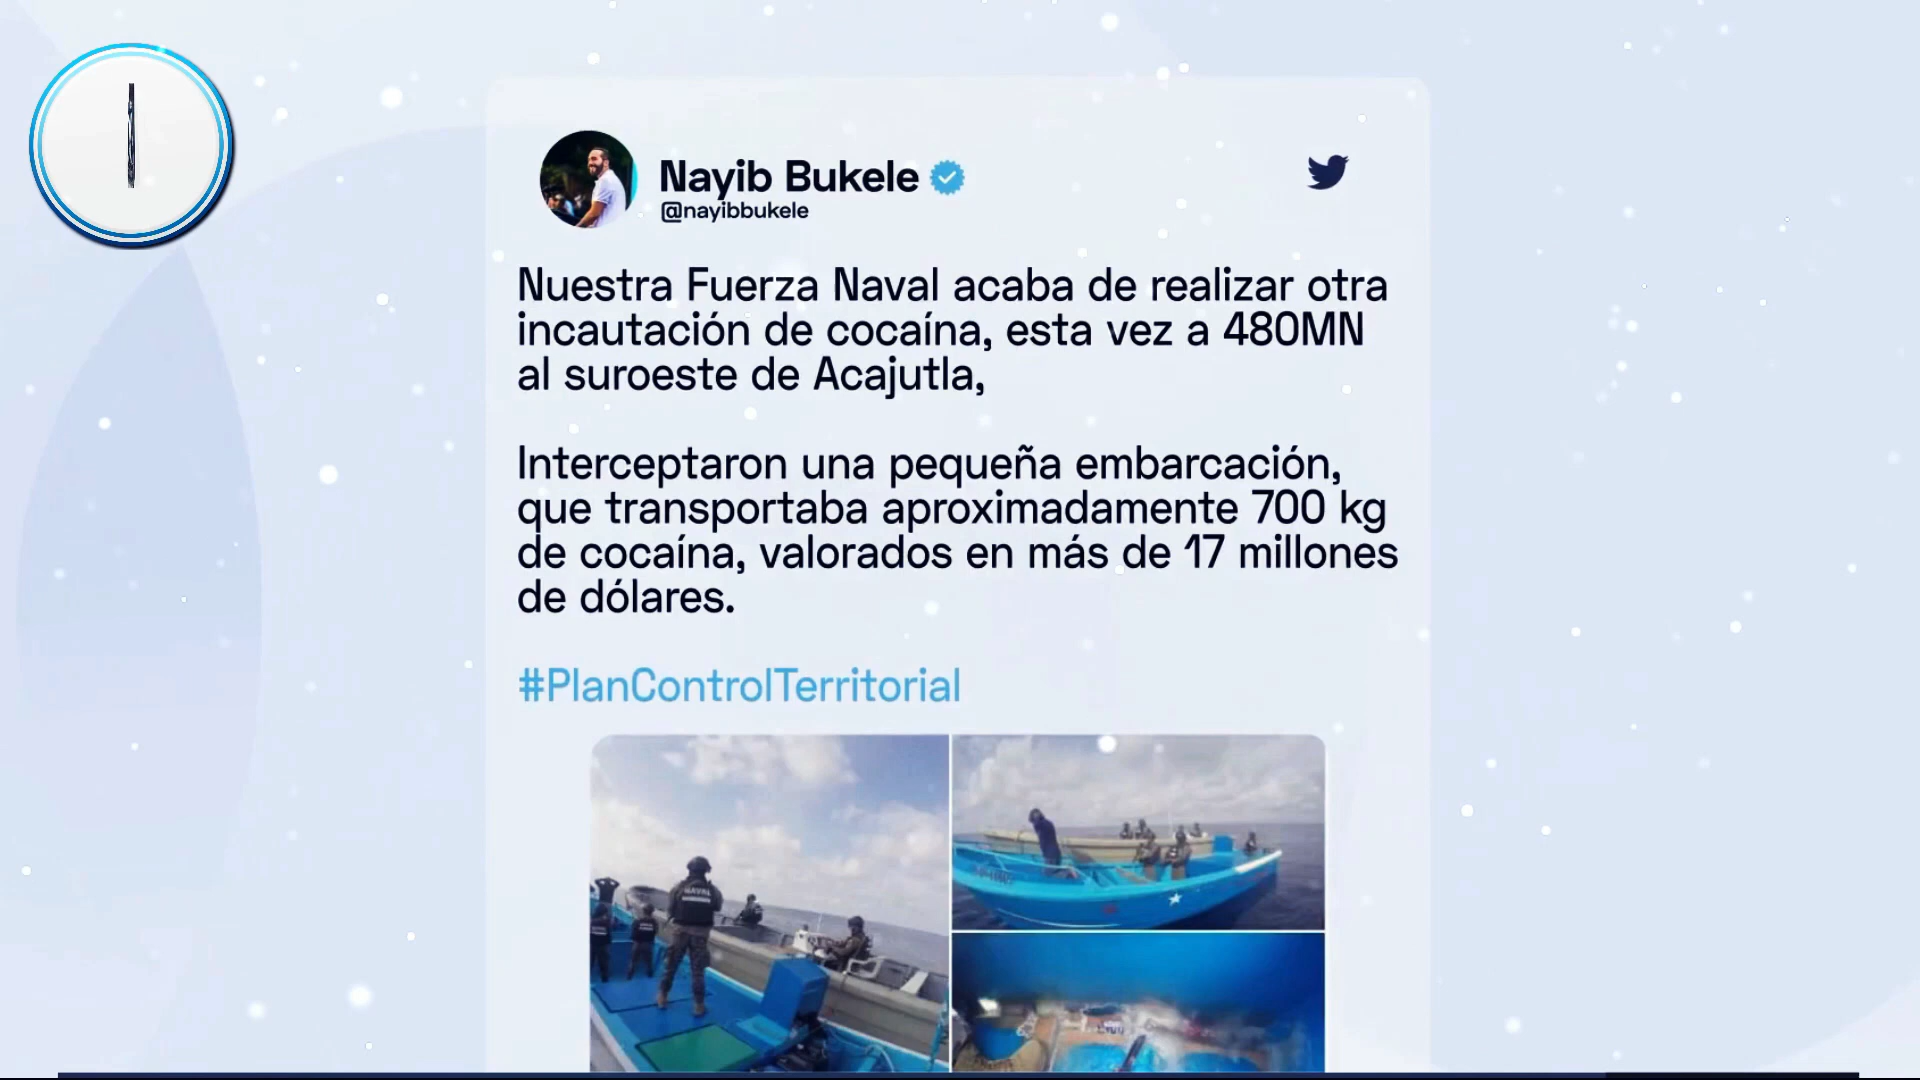 Nayib Bukele
@nayibbukele
Nuestra Fuerza Naval acaba de realizar otra
incautación de cocaína, esta vez a 480MN
al suroeste de Acajutla,
Interceptaron una pequeña embarcación,
que transportaba aproximadamente 700 kg
de cocaína, valorados en más de 17 millones
de dólares.
#PlanControlTerritorial
NAVAL